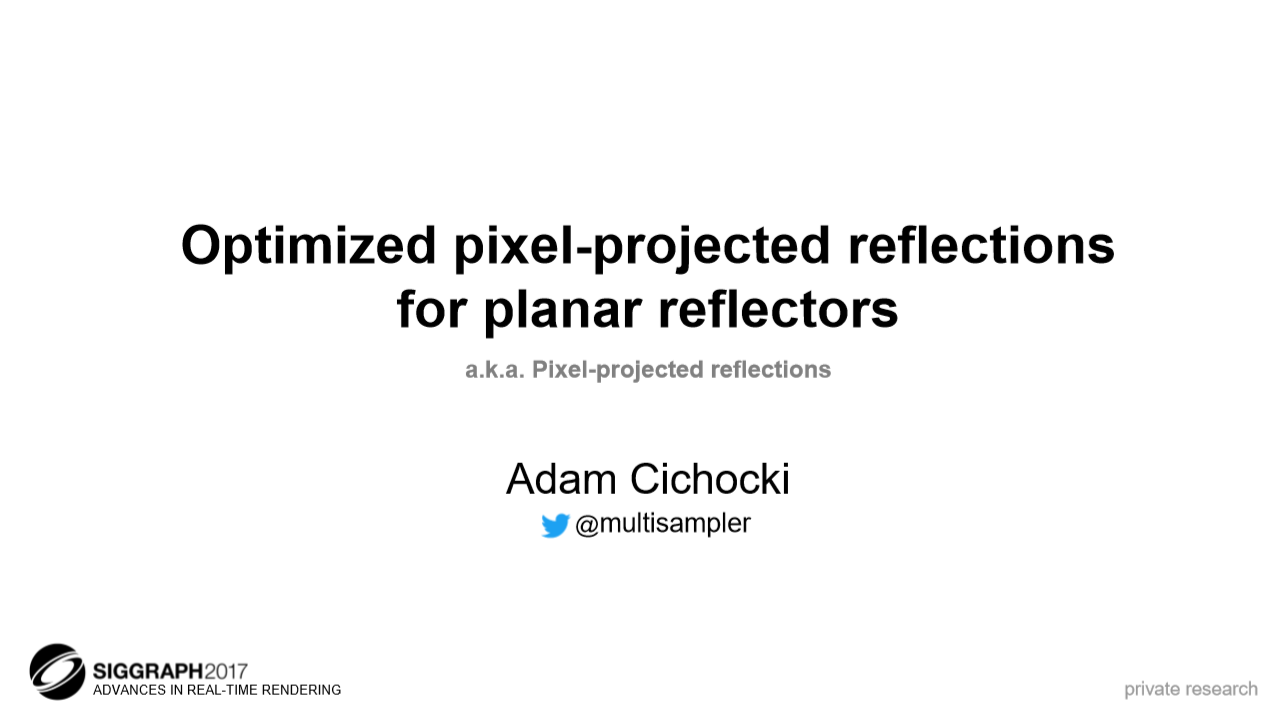 Optimized pixel-projected reflections
for planar reflectors
a.k.a. Pixel-projected reflections
Adam Cichocki
@multisampler
SIGGRAPH2017
ADVANCES IN REAL-TIME RENDERING
private research